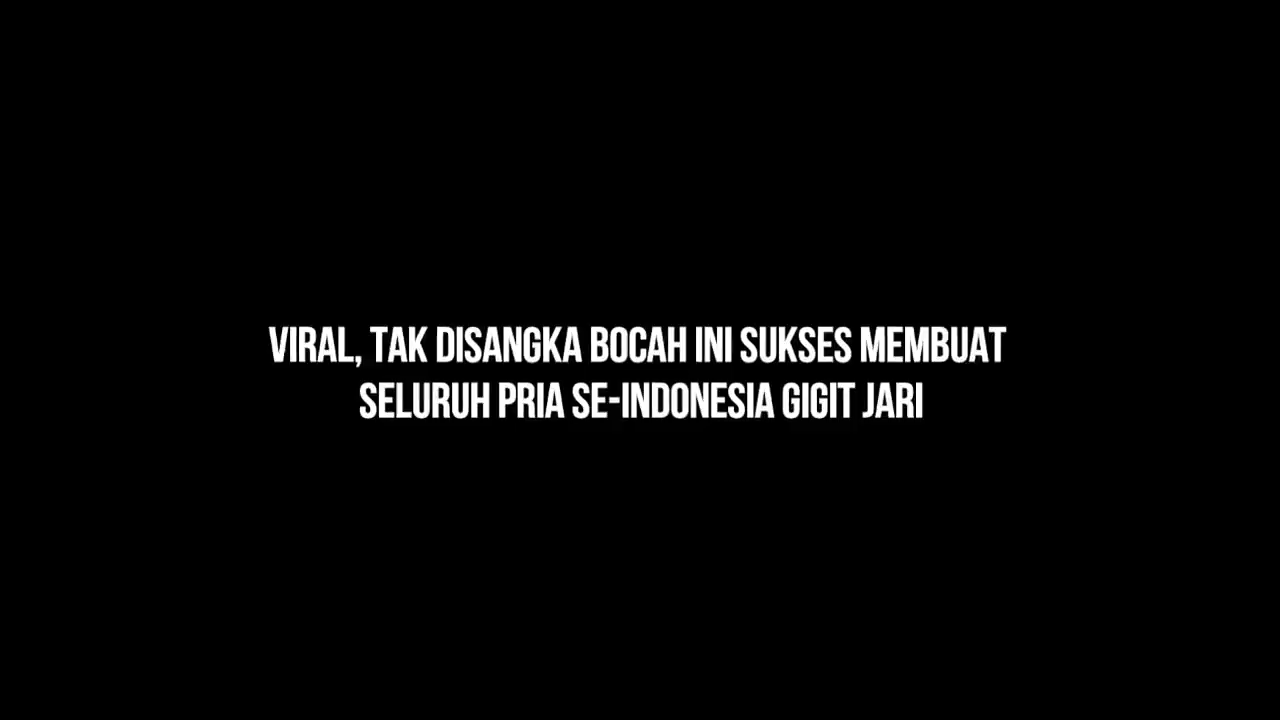 VIRAL, TAK DISANGKA BOCAH INI SUKSES MEMBUAT
SELURUH PRIA SE-INDONESIA GIGIT JARI